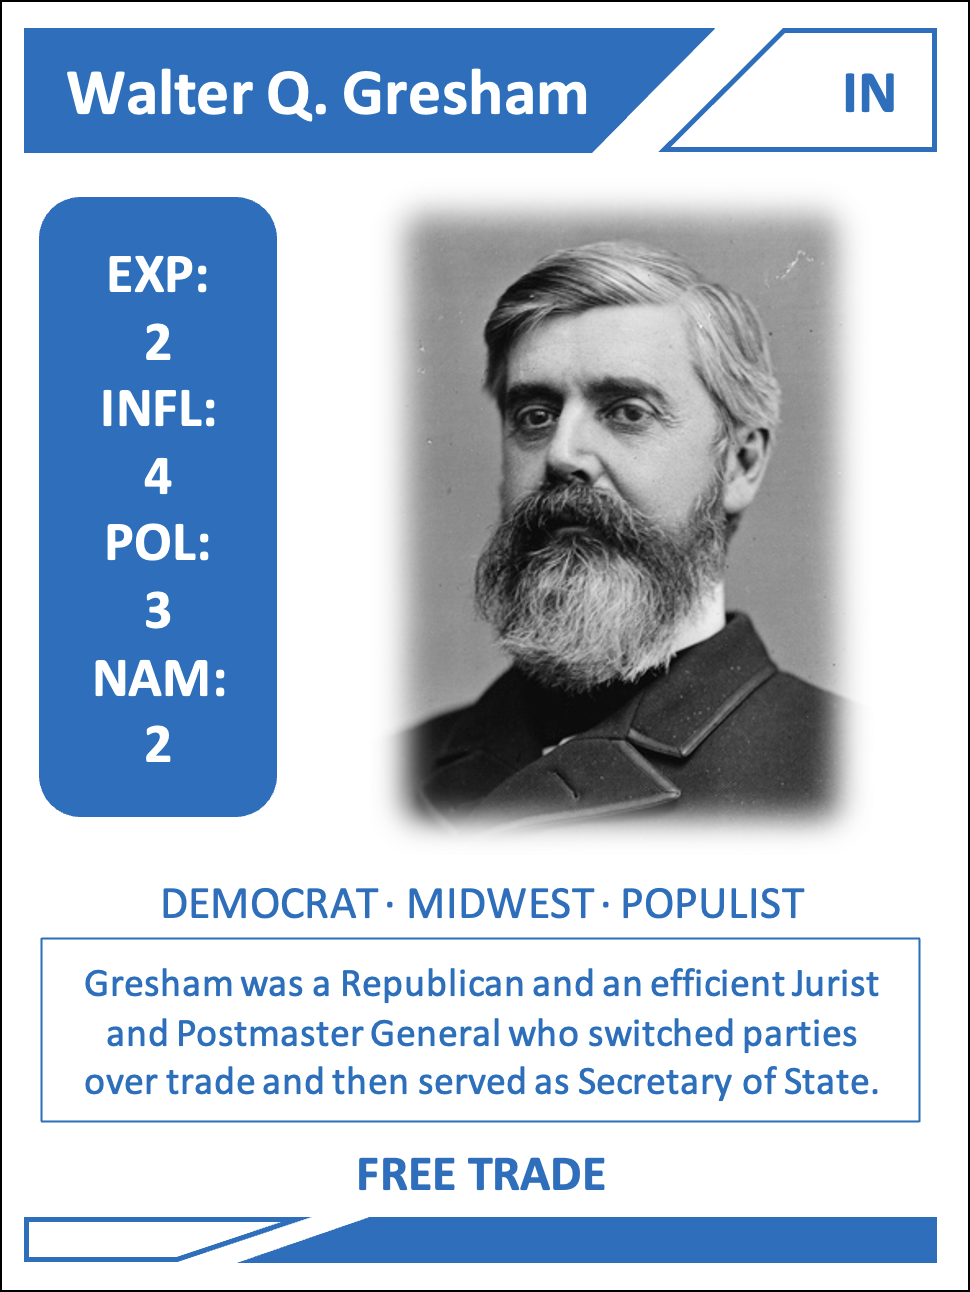 Walter Q. Gresham
IN
EXP:
2
INFL:
4
POL:
3
NAM:
2
DEMOCRAT · MIDWEST · POPULIST
Gresham was a Republican and an efficient Jurist
and Postmaster General who switched parties
over trade and then served as Secretary of State.
FREE TRADE